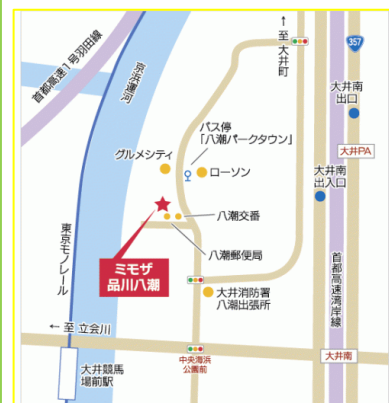 ↑
至大井町
357
首都高速1号羽田線
京浜運河
大井南
出口
バス停
「八潮パークタウン」
グルメシティ
ローソン
大井PA
大井南
出入口
八潮交番
八潮郵便局
東京モノレール
ミモザ
品川八潮
首都高速湾岸線
大井消防署
八潮出張所
← 至 立会川
中央海浜
公園前
大井南
大井競馬
場前駅